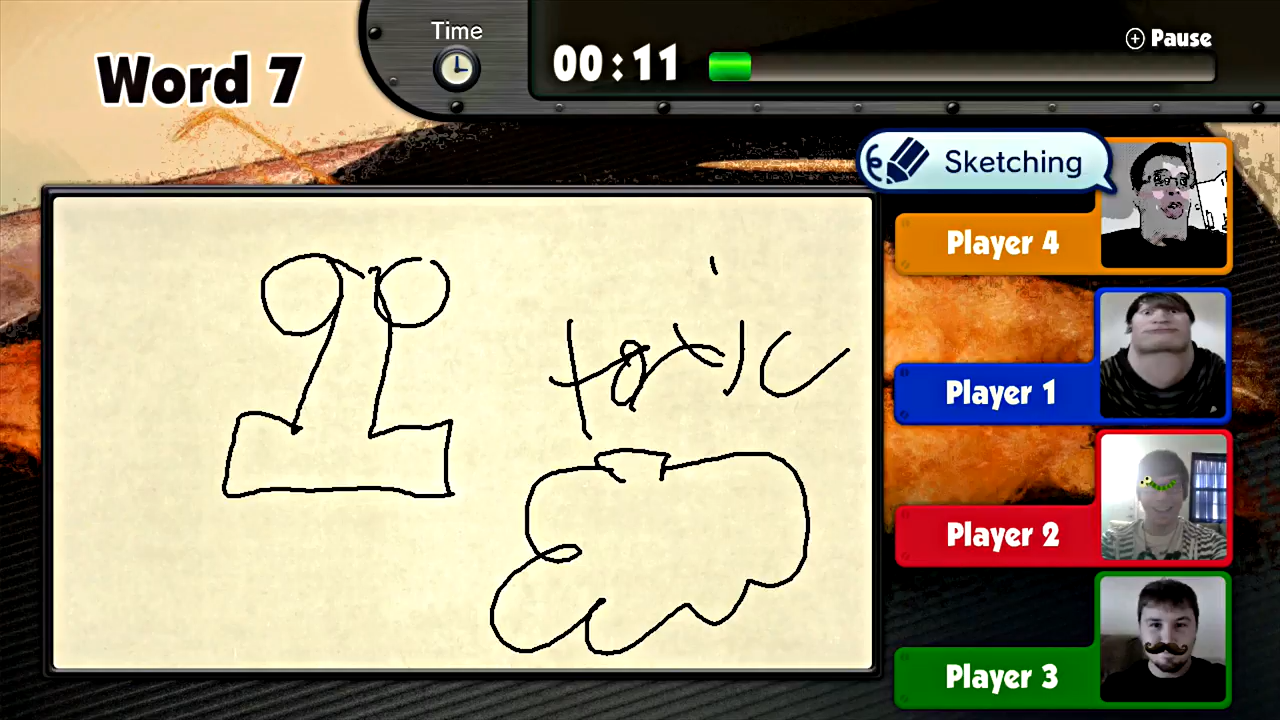 Word 7
Time
00:11
Pause
Sketching
Player 4
Player 1
Player 2
Player 3
toxic